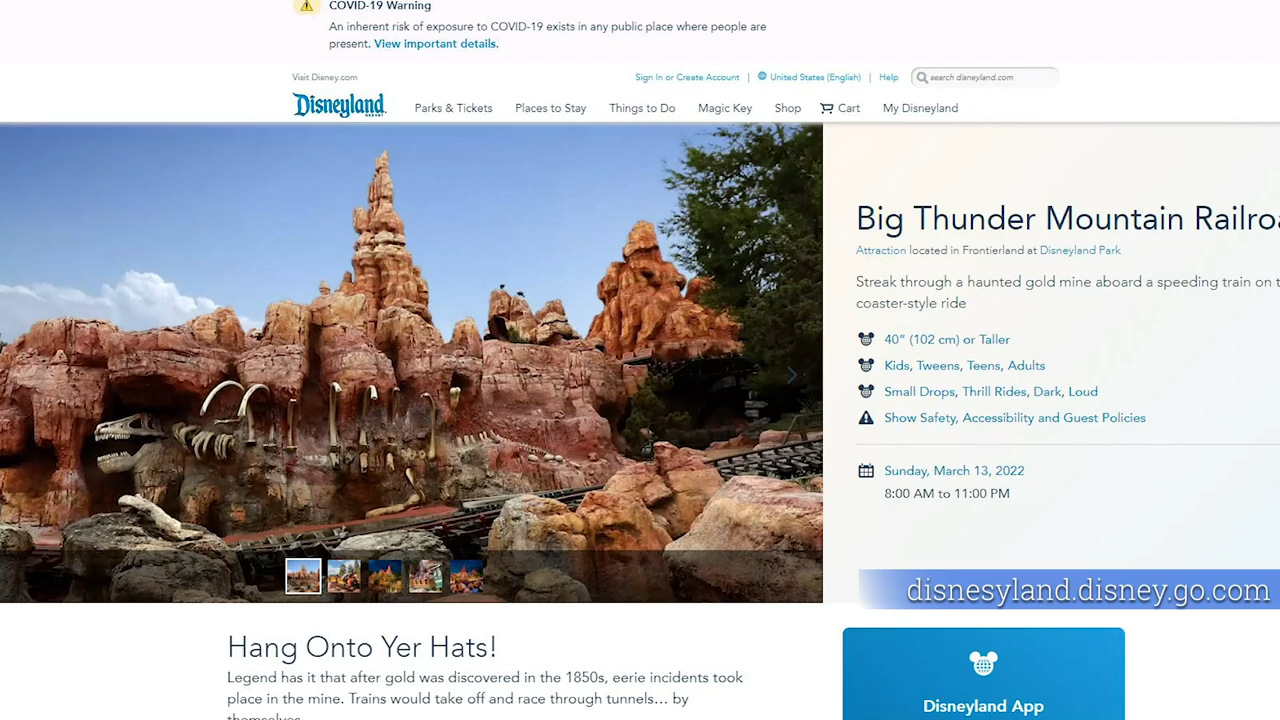 COVID-19 Warning
An inherent risk of exposure to COVID-19 exists in any public place where people are
present. View important details.
Visit Disney.com
Sign In or Create Account | United States (English) | Help
search disneyland.com
Disneyland
RESORT
Parks & Tickets
Places to Stay
Things to Do
Magic Key
Shop
Cart
My Disneyland
Big Thunder Mountain Railroa
Attraction located in Frontierland at Disneyland Park
Streak through a haunted gold mine aboard a speeding train on t
coaster-style ride
40” (102 cm) or Taller
Kids, Tweens, Teens, Adults
Small Drops, Thrill Rides, Dark, Loud
Show Safety, Accessibility and Guest Policies
Sunday, March 13, 2022
8:00 AM to 11:00 PM
disnesyland.disney.go.com
Hang Onto Yer Hats!
Legend has it that after gold was discovered in the 1850s, eerie incidents took
place in the mine. Trains would take off and race through tunnels… by
themselves.
Disneyland App